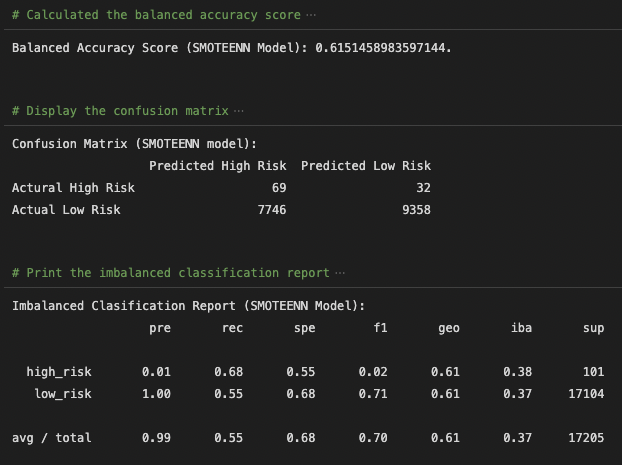 # Calculated the balanced accuracy score ...
Balanced Accuracy Score (SMOTEENN Model): 0.6151458983597144.
# Display the confusion matrix ...
Confusion Matrix (SMOTEENN model):
Predicted High Risk Predicted Low Risk
Actural High Risk 69 32
Actual Low Risk 7746 9358
# Print the imbalanced classification report ...
Imbalanced Clasification Report (SMOTEENN Model):
pre rec spe f1 geo iba sup
high_risk 0.01 0.68 0.55 0.02 0.61 0.38 101
low_risk 1.00 0.55 0.68 0.71 0.61 0.37 17104
avg / total 0.99 0.55 0.68 0.70 0.61 0.37 17205